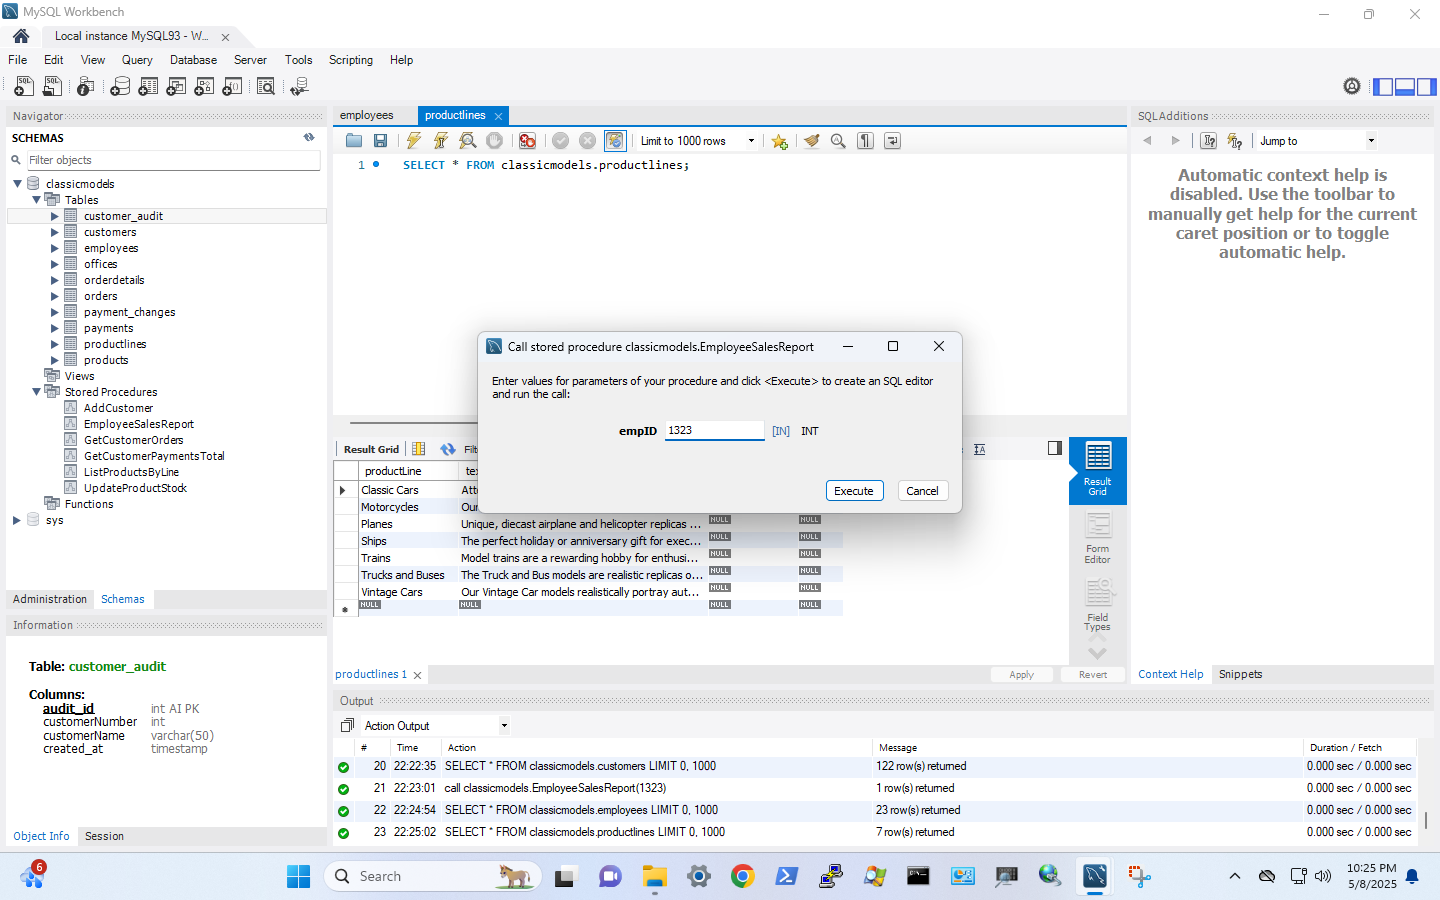 MySQL Workbench
Local instance MySQL93 - W...
File Edit View Query Database Server Tools Scripting Help
Navigator
SCHEMAS
Filter objects
classicmodels
Tables
customer_audit
customers
employees
offices
orderdetails
orders
payment_changes
payments
productlines
products
Views
Stored Procedures
AddCustomer
EmployeeSalesReport
GetCustomerOrders
GetCustomerPaymentsTotal
ListProductsByLine
UpdateProductStock
Functions
sys
Administration Schemas
Information
Table: customer_audit
Columns:
audit_id int AI PK
customerNumber int
customerName varchar(50)
created_at timestamp
Object Info Session
employees productlines
Limit to 1000 rows
1 SELECT * FROM classicmodels.productlines;
Call stored procedure classicmodels.EmployeeSalesReport
Enter values for parameters of your procedure and click <Execute> to create an SQL editor
and run the call:
empID 1323 [IN] INT
Execute Cancel
Result Grid
productLine
Classic Cars
Motorcycles
Planes Unique, diecast airplane and helicopter replicas ... NULL NULL
Ships The perfect holiday or anniversary gift for exec... NULL NULL
Trains Model trains are a rewarding hobby for enthusi... NULL NULL
Trucks and Buses The Truck and Bus models are realistic replicas o... NULL NULL
Vintage Cars Our Vintage Car models realistically portray aut... NULL NULL
NULL NULL NULL NULL
Result
Grid
Form
Editor
Field
Types
productlines 1
Apply Revert
SQLAdditions
Jump to
Automatic context help is
disabled. Use the toolbar to
manually get help for the current
caret position or to toggle
automatic help.
Context Help Snippets
Output
Action Output
# Time Action Message Duration / Fetch
20 22:22:35 SELECT * FROM classicmodels.customers LIMIT 0, 1000 122 row(s) returned 0.000 sec / 0.000 sec
21 22:23:01 call classicmodels.EmployeeSalesReport(1323) 1 row(s) returned 0.000 sec / 0.000 sec
22 22:24:54 SELECT * FROM classicmodels.employees LIMIT 0, 1000 23 row(s) returned 0.000 sec / 0.000 sec
23 22:25:02 SELECT * FROM classicmodels.productlines LIMIT 0, 1000 7 row(s) returned 0.000 sec / 0.000 sec
6
Search
10:25 PM
5/8/2025